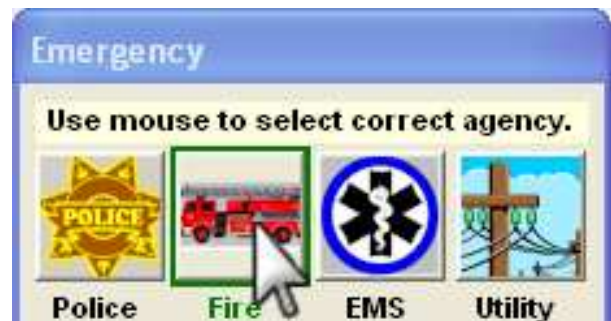 Emergency
Use mouse to select correct agency.
POLICE
Police Fire EMS Utility